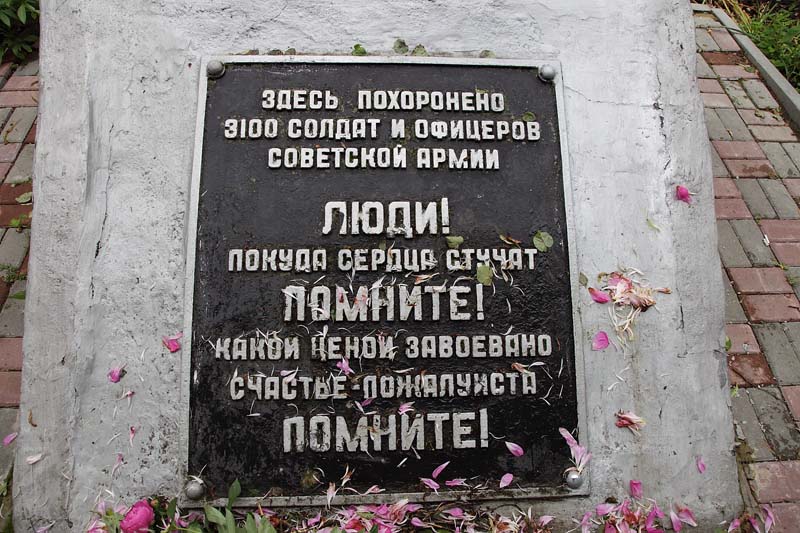 ЗДЕСЬ ПОХОРОНЕНО
3100 СОЛДАТ И ОФИЦЕРОВ
СОВЕТСКОЙ АРМИИ
ЛЮДИ!
ПОКУДА СЕРДЦА СТУЧАТ
ПОМНИТЕ!
КАКОЙ ЦЕНОЙ ЗАВОЕВАНО
СЧАСТЬЕ ПОЖАЛУЙСТА
ПОМНИТЕ!